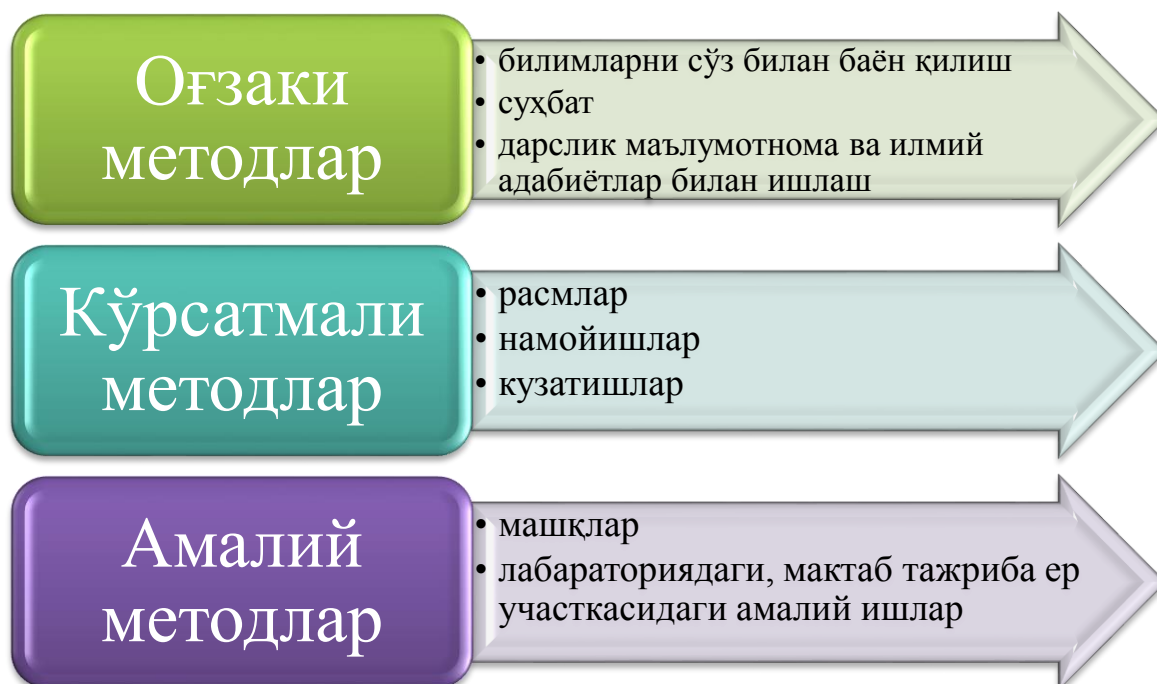 Оғзаки
методлар
• билимларни сўз билан баён қилиш
• суҳбат
• дарслик маълумотнома ва илмий
адабиётлар билан ишлаш
Кўрсатмали
методлар
• расмлар
• намойишлар
• кузатишлар
Амалий
методлар
• машқлар
• лабараториядаги, мактаб тажриба ер
участкасидаги амалий ишлар